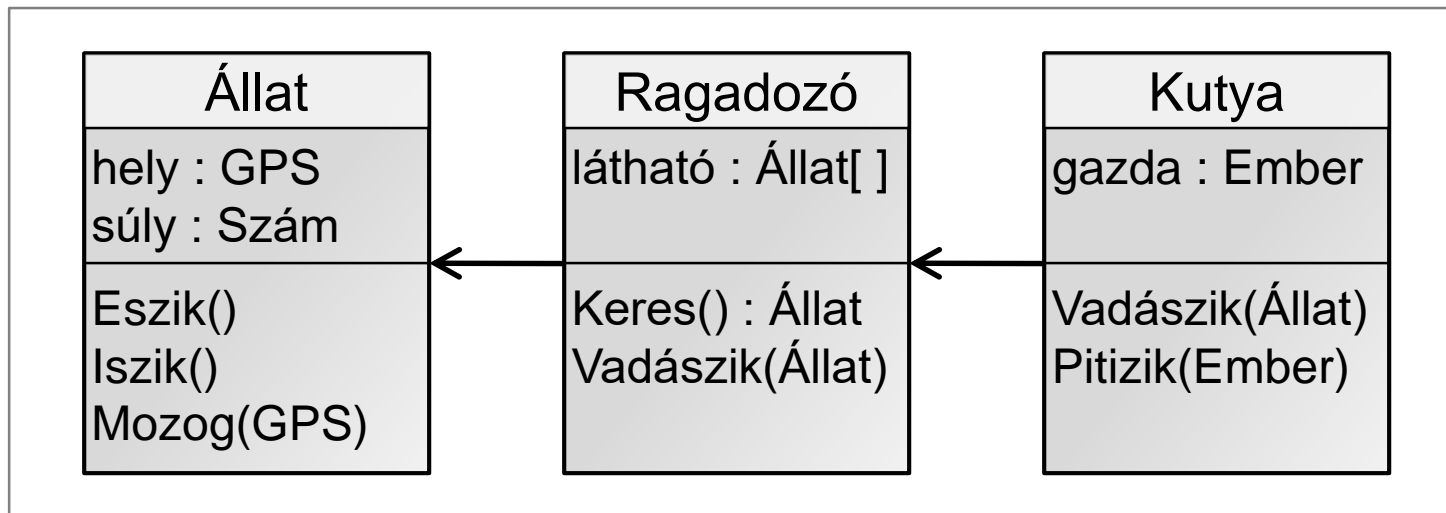 Állat
hely : GPS
súly : Szám
Eszik()
Iszik()
Mozog(GPS)
Ragadozó
látható : Állat[ ]
Keres() : Állat
Vadászik(Állat)
Kutya
gazda : Ember
Vadászik(Állat)
Pitizik(Ember)